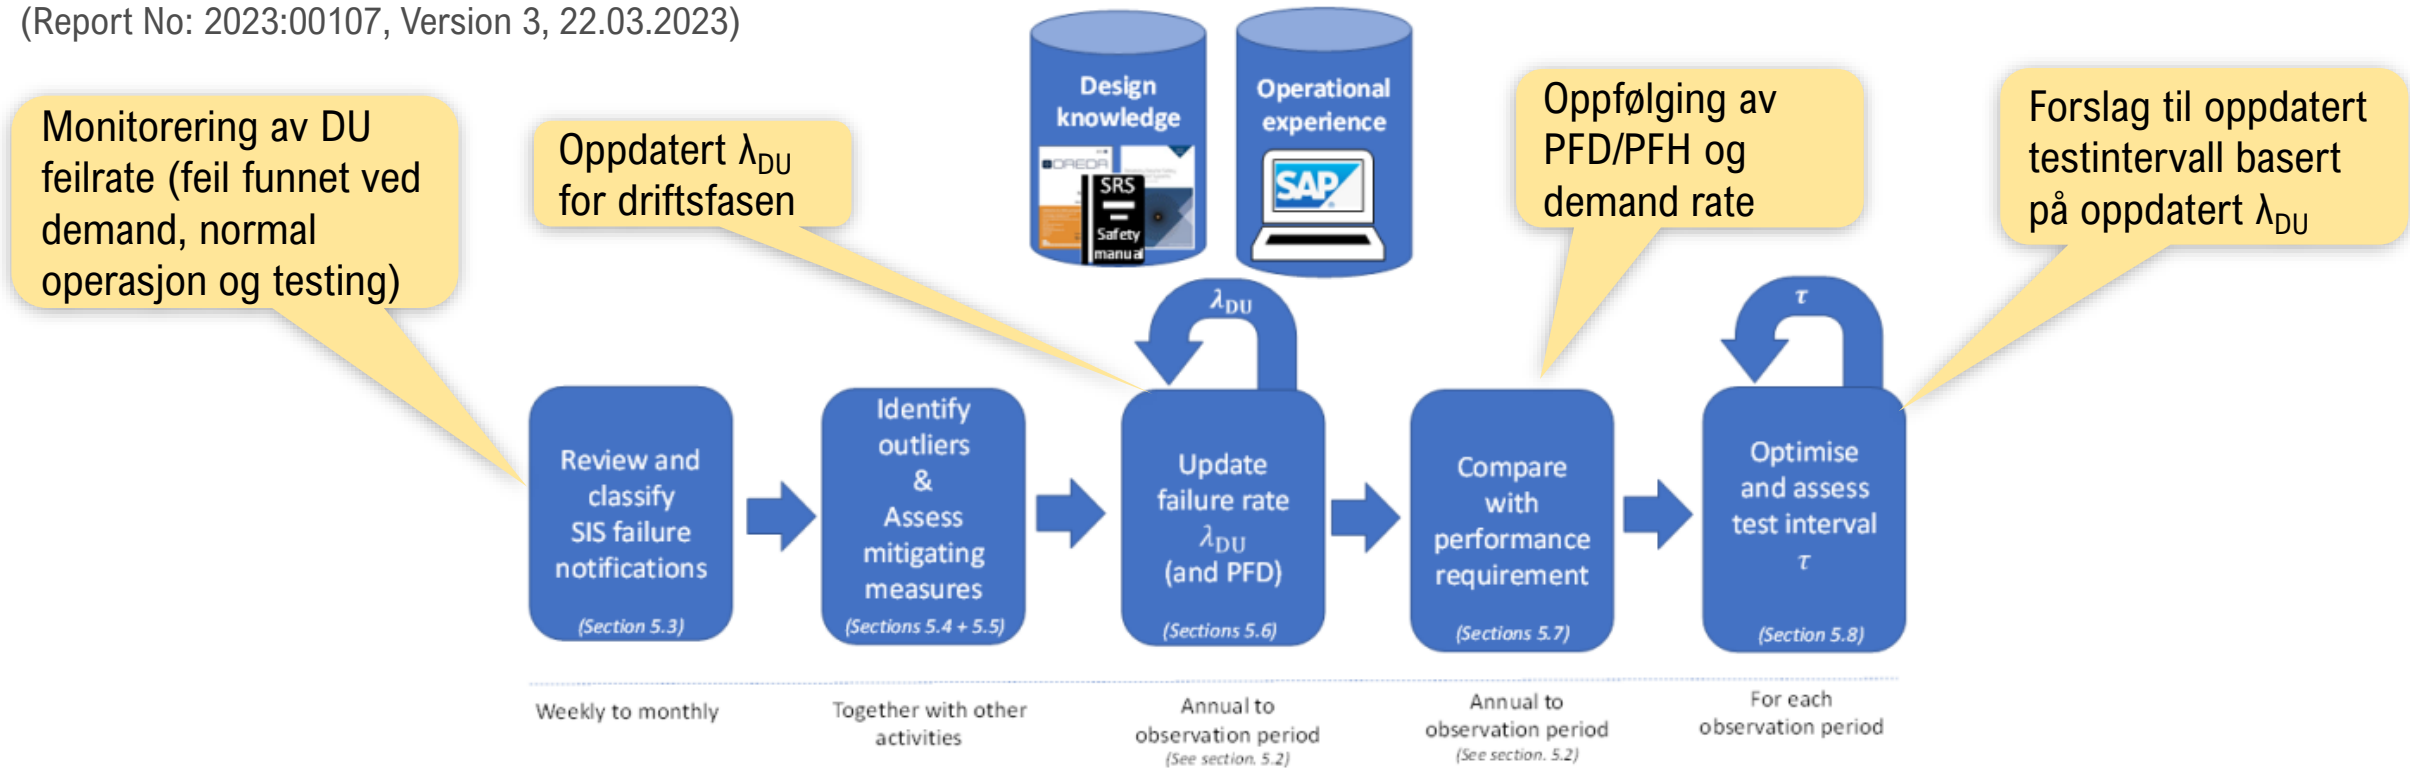 (Report No: 2023:00107, Version 3, 22.03.2023)
Monitorering av DU
feilrate (feil funnet ved
demand, normal
operasjon og testing)
Oppdatert λDU
for driftsfasen
Design
knowledge
OREDA
SRS
Safety
manual
Operational
experience
SAP
Oppfølging av
PFD/PFH og
demand rate
Forslag til oppdatert
testintervall basert
på oppdatert λDU
λDU
τ
Review and
classify
SIS failure
notifications
(Section 5.3)
Identify
outliers
&
Assess
mitigating
measures
(Sections 5.4 + 5.5)
Update
failure rate
λDU
(and PFD)
(Sections 5.6)
Compare
with
performance
requirement
(Sections 5.7)
Optimise
and assess
test interval
τ
(Section 5.8)
Weekly to monthly
Together with other
activities
Annual to
observation period
(See section. 5.2)
Annual to
observation period
(See section. 5.2)
For each
observation period